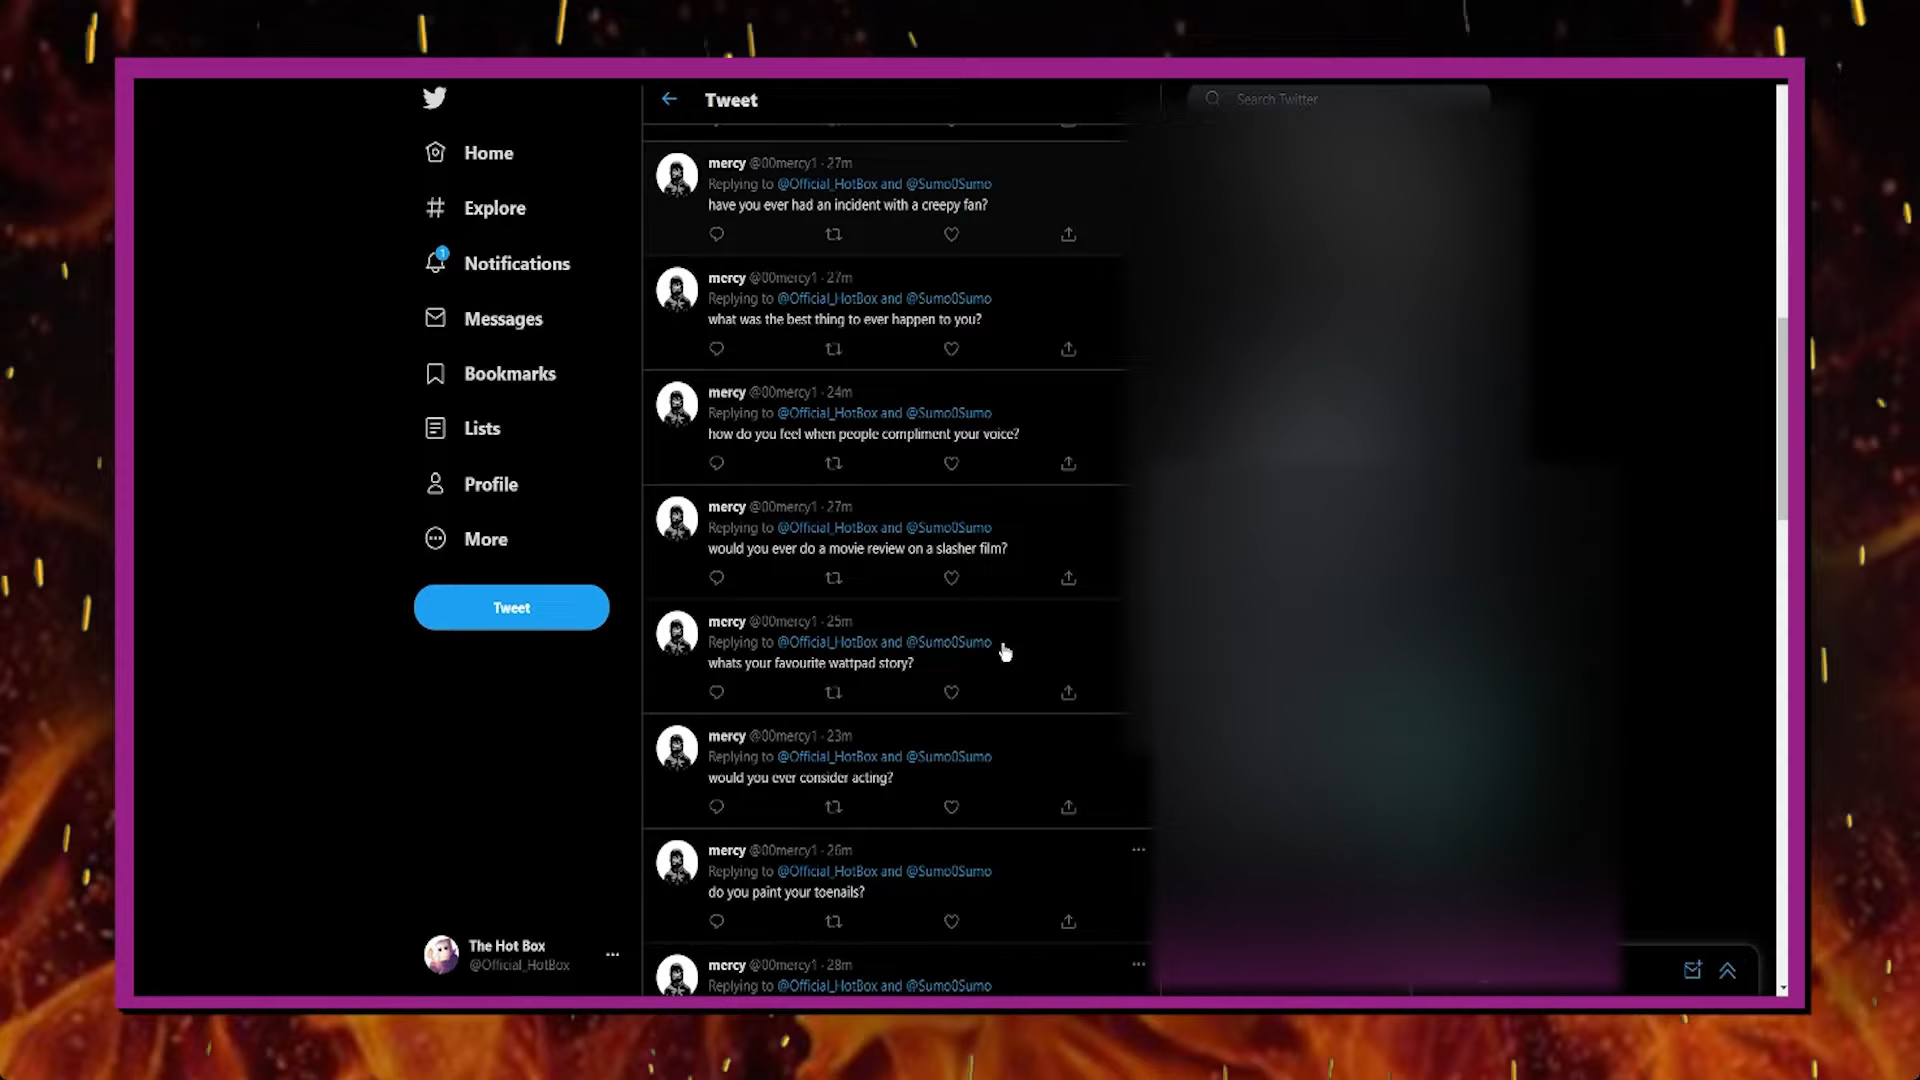 Tweet
Search Twitter
Home
Explore
1
Notifications
Messages
Bookmarks
Lists
Profile
More
Tweet
The Hot Box
@Official_HotBox
mercy @00mercy1 · 27m
Replying to @Official_HotBox and @Sumo0Sumo
have you ever had an incident with a creepy fan?
mercy @00mercy1 · 27m
Replying to @Official_HotBox and @Sumo0Sumo
what was the best thing to ever happen to you?
mercy @00mercy1 · 24m
Replying to @Official_HotBox and @Sumo0Sumo
how do you feel when people compliment your voice?
mercy @00mercy1 · 27m
Replying to @Official_HotBox and @Sumo0Sumo
would you ever do a movie review on a slasher film?
mercy @00mercy1 · 25m
Replying to @Official_HotBox and @Sumo0Sumo
whats your favourite wattpad story?
mercy @00mercy1 · 23m
Replying to @Official_HotBox and @Sumo0Sumo
would you ever consider acting?
mercy @00mercy1 · 26m
Replying to @Official_HotBox and @Sumo0Sumo
do you paint your toenails?
mercy @00mercy1 · 28m
Replying to @Official_HotBox and @Sumo0Sumo